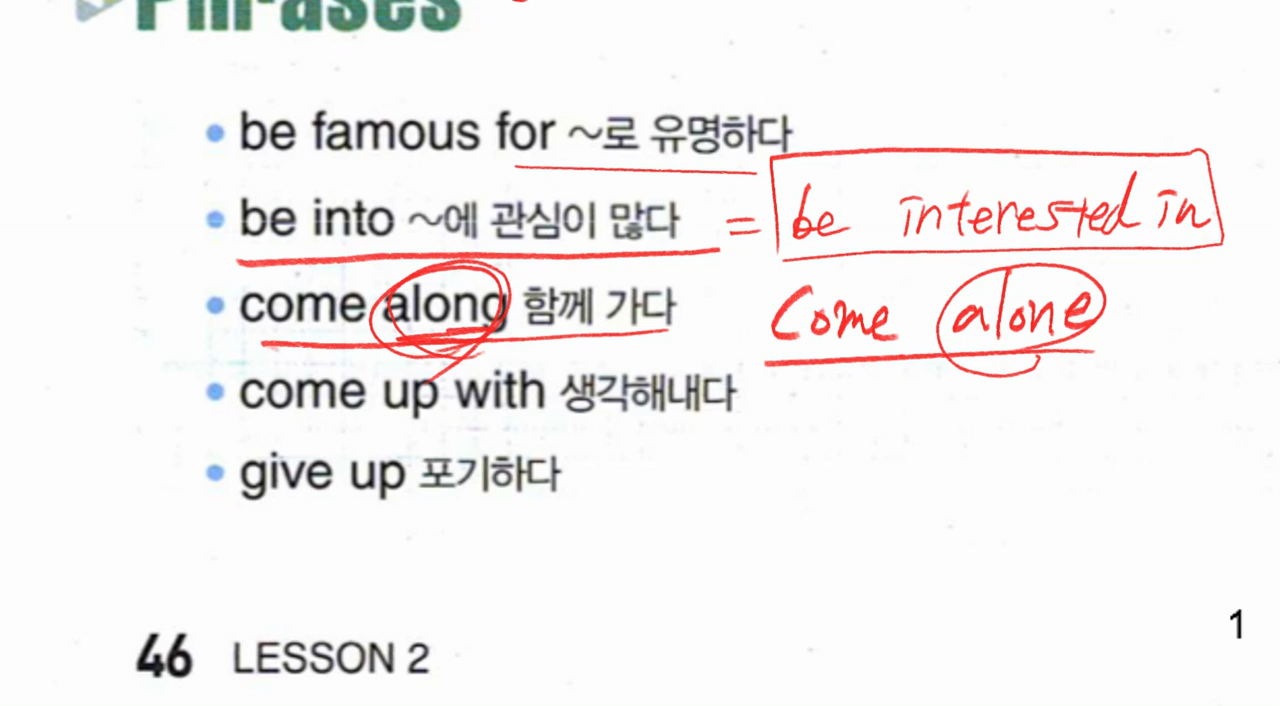 Phrases
• be famous for ~로 유명하다
• be into ~에 관심이 많다 = be interested in
• come along 함께 가다 come alone
• come up with 생각해내다
• give up 포기하다
46 LESSON 2
1